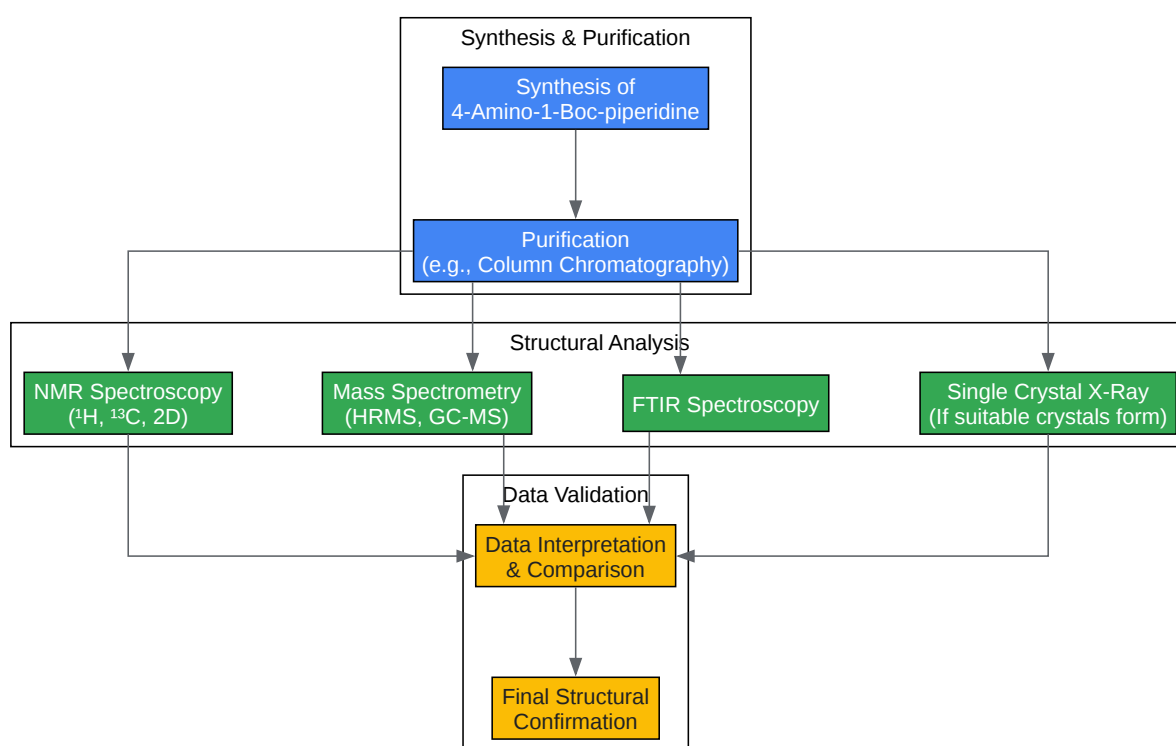 Synthesis & Purification
Synthesis of
4-Amino-1-Boc-piperidine
Purification
(e.g., Column Chromatography)
Structural Analysis
NMR Spectroscopy
(¹H, ¹³C, 2D)
Mass Spectrometry
(HRMS, GC-MS)
FTIR Spectroscopy
Single Crystal X-Ray
(If suitable crystals form)
Data Validation
Data Interpretation
& Comparison
Final Structural
Confirmation